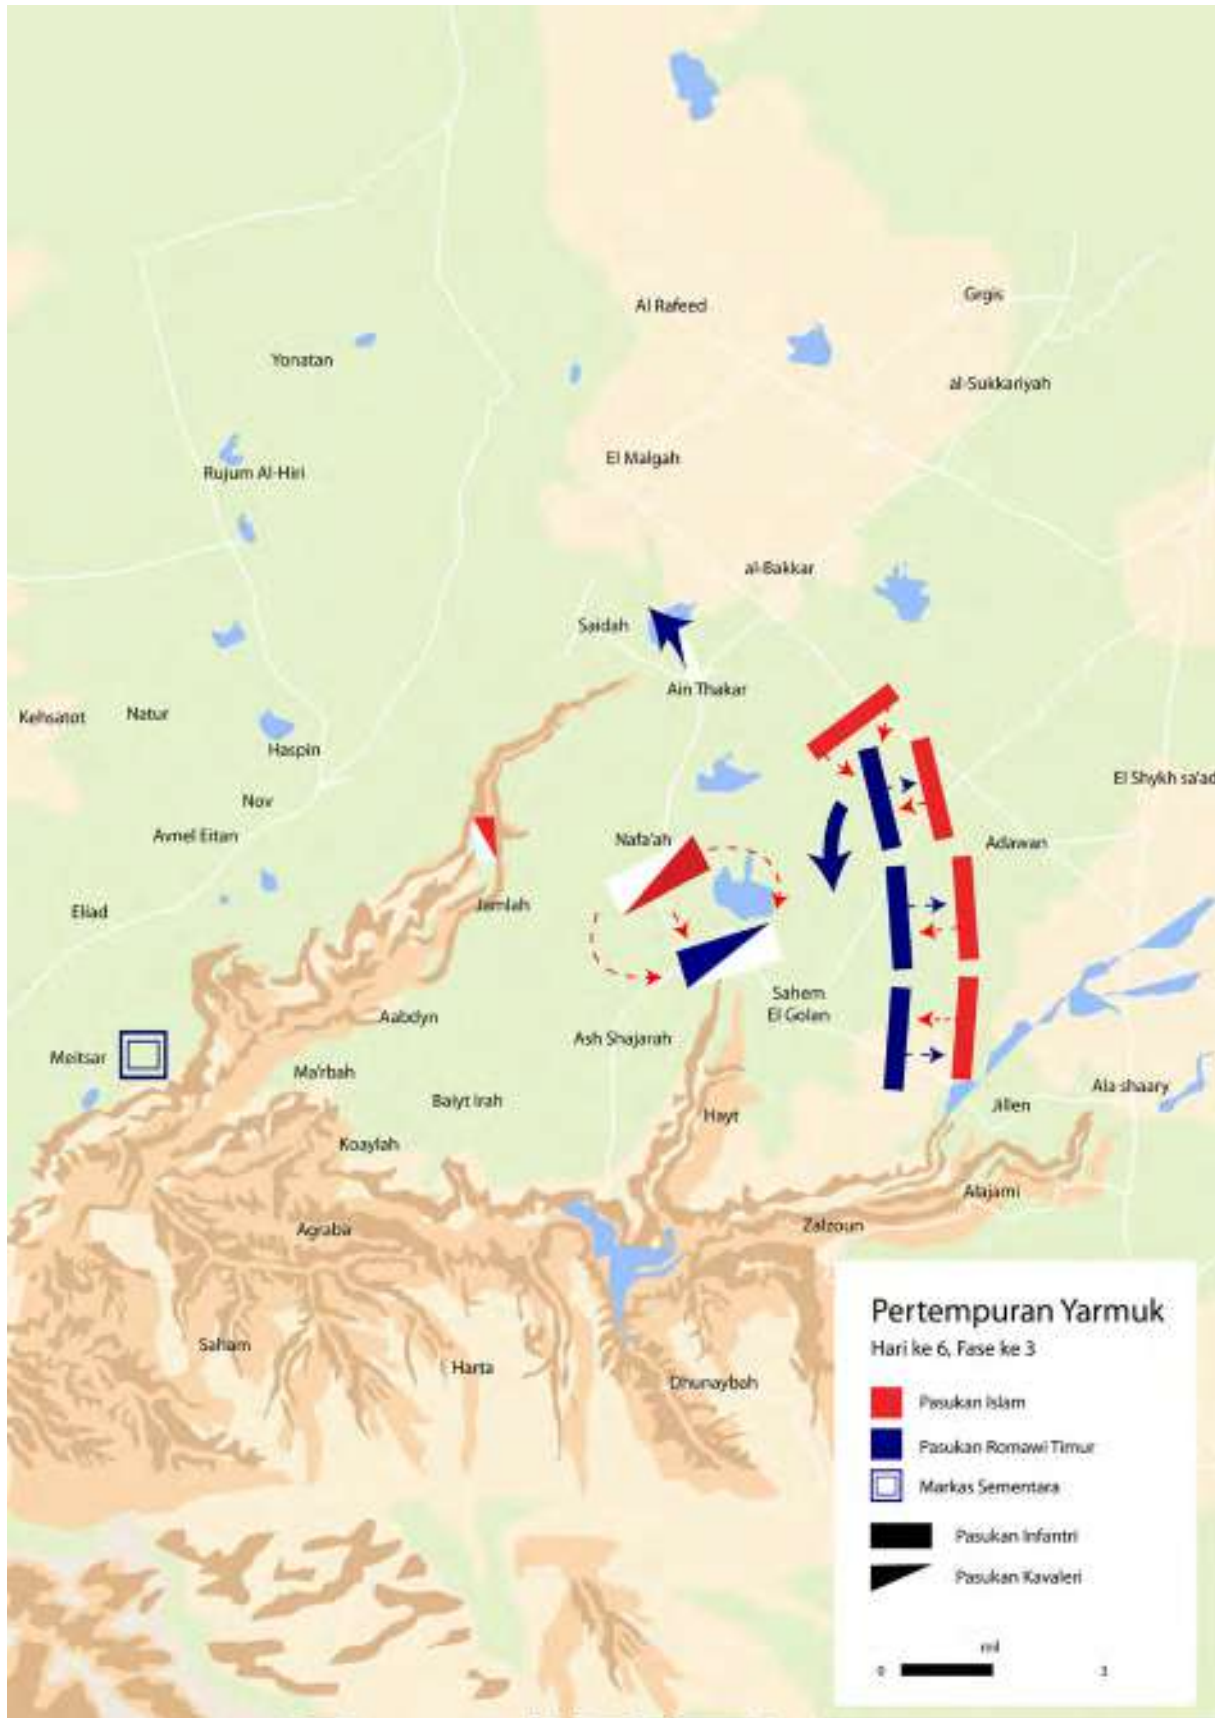 Al Rafeed
Grgis
Yonatan
al-Sukkariyah
El Malgah
Rujum Al-Hiri
al-Bakkar
Saidah
Ain Thakar
Kehsatot
Natur
Haspin
El Shykh sa'ad
Nov
Avnel Eitan
Nafa'ah
Adawan
Jamlah
Eliad
Sahem
El Golan
Aabdyn
Ash Shajarah
Meitsar
Ma'rbah
Baiyt Irah
Ala shaary
Jillen
Hayt
Koaylah
Alajami
Agraba
Zalzoun
Saham
Harta
Dhunaybah
Pertempuran Yarmuk
Hari ke 6, Fase ke 3
Pasukan Islam
Pasukan Romawi Timur
Markas Sementara
Pasukan Infantri
Pasukan Kavaleri
mil
0
3